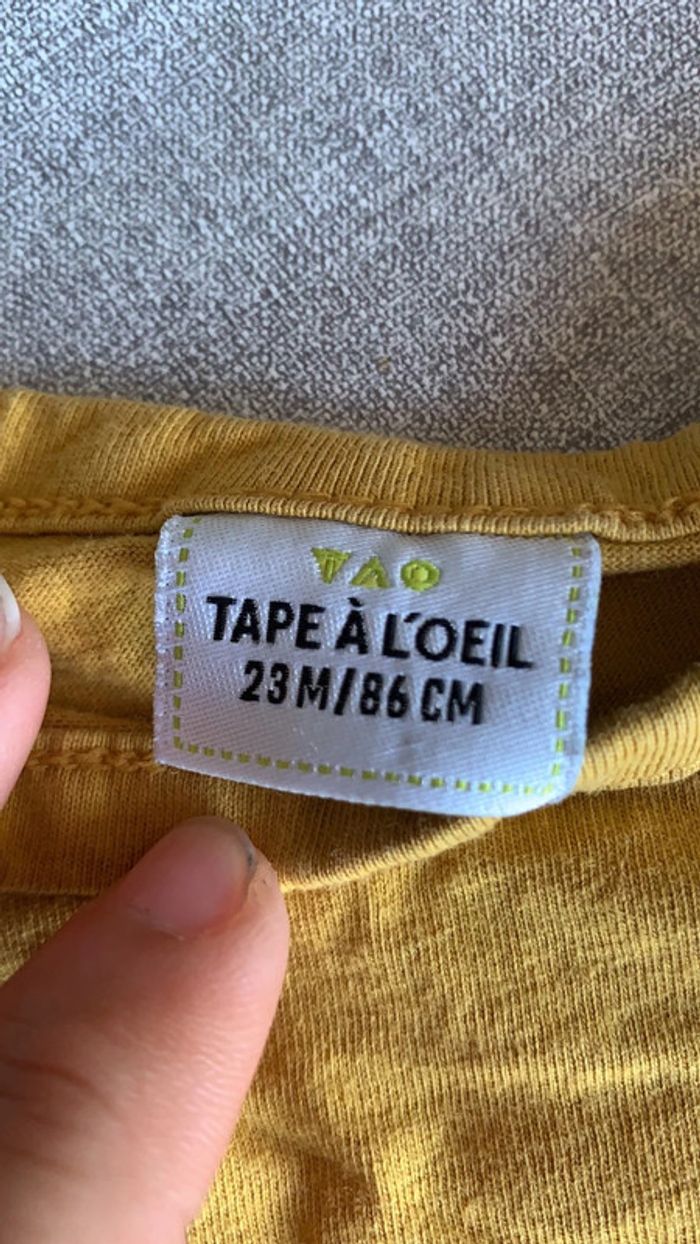 TAO
TAPE À L'OEIL
23 M/86 CM